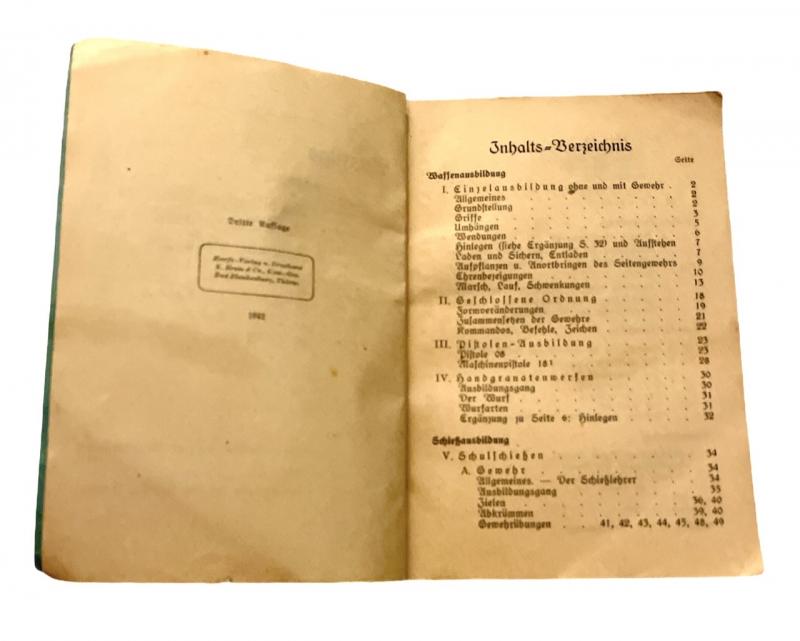 Dritte Auflage
1942
Inhalts-Verzeichnis
Seite
Waffenausbildung
I. Einzelausbildung ohne und mit Gewehr . 2
Allgemeines . . . . . . . 2
Grundstellung . . . . . . . 2
Griffe . . . . . . . 3
Umhängen . . . . . . . 5
Wendungen . . . . . . . 6
Hinlegen (siehe Ergänzung S. 32) und Aufstehen 7
Laden und Sichern, Entladen . . . . 7
Aufpflanzen u. Anortbringen des Seitengewehrs 9
Ehrenbezeigungen . . . . . . 10
Marsch, Lauf, Schwenkungen . . . . 13
II. Geschlossene Ordnung . . . . 18
Formveränderungen . . . . . . 19
Zusammensetzen der Gewehre . . . . 21
Kommandos, Befehle, Zeichen . . . . 22
III. Pistolen-Ausbildung . . . . 23
Pistole 08 . . . . . . . 23
Maschinenpistole 18¹ . . . . . 28
IV. Handgranatenwerfen . . . . 30
Ausbildungsgang . . . . . . 30
Der Wurf . . . . . . . 31
Wurfarten . . . . . . . 31
Ergänzung zu Seite 6: Hinlegen . . . . 32
Schießausbildung
V. Schulschießen . . . . . . 34
A. Gewehr . . . . . . . 34
Allgemeines. — Der Schießlehrer . . . 34
Ausbildungsgang . . . . . . 35
Zielen . . . . . . . 36, 40
Abkrümmen . . . . . . 39, 40
Gewehrübungen . . . 41, 42, 43, 44, 45, 48, 49